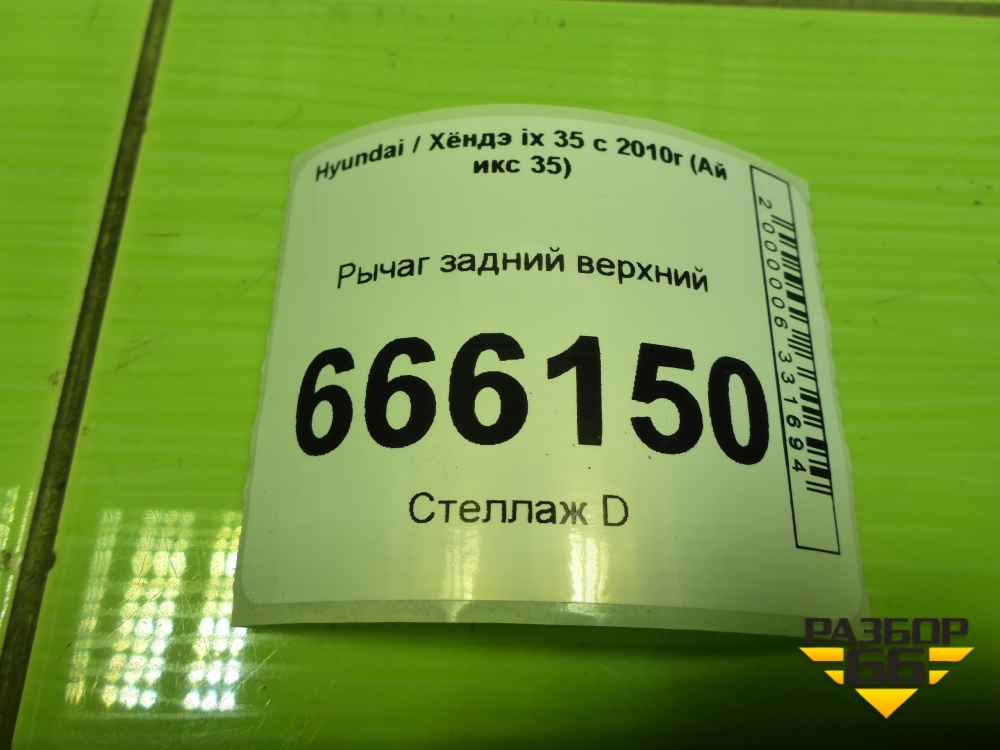 Hyundai / Хёндэ ix 35 с 2010г (Ай
икс 35)
Рычаг задний верхний
666150
Стеллаж D
2000006331694
РАЗБОР
66